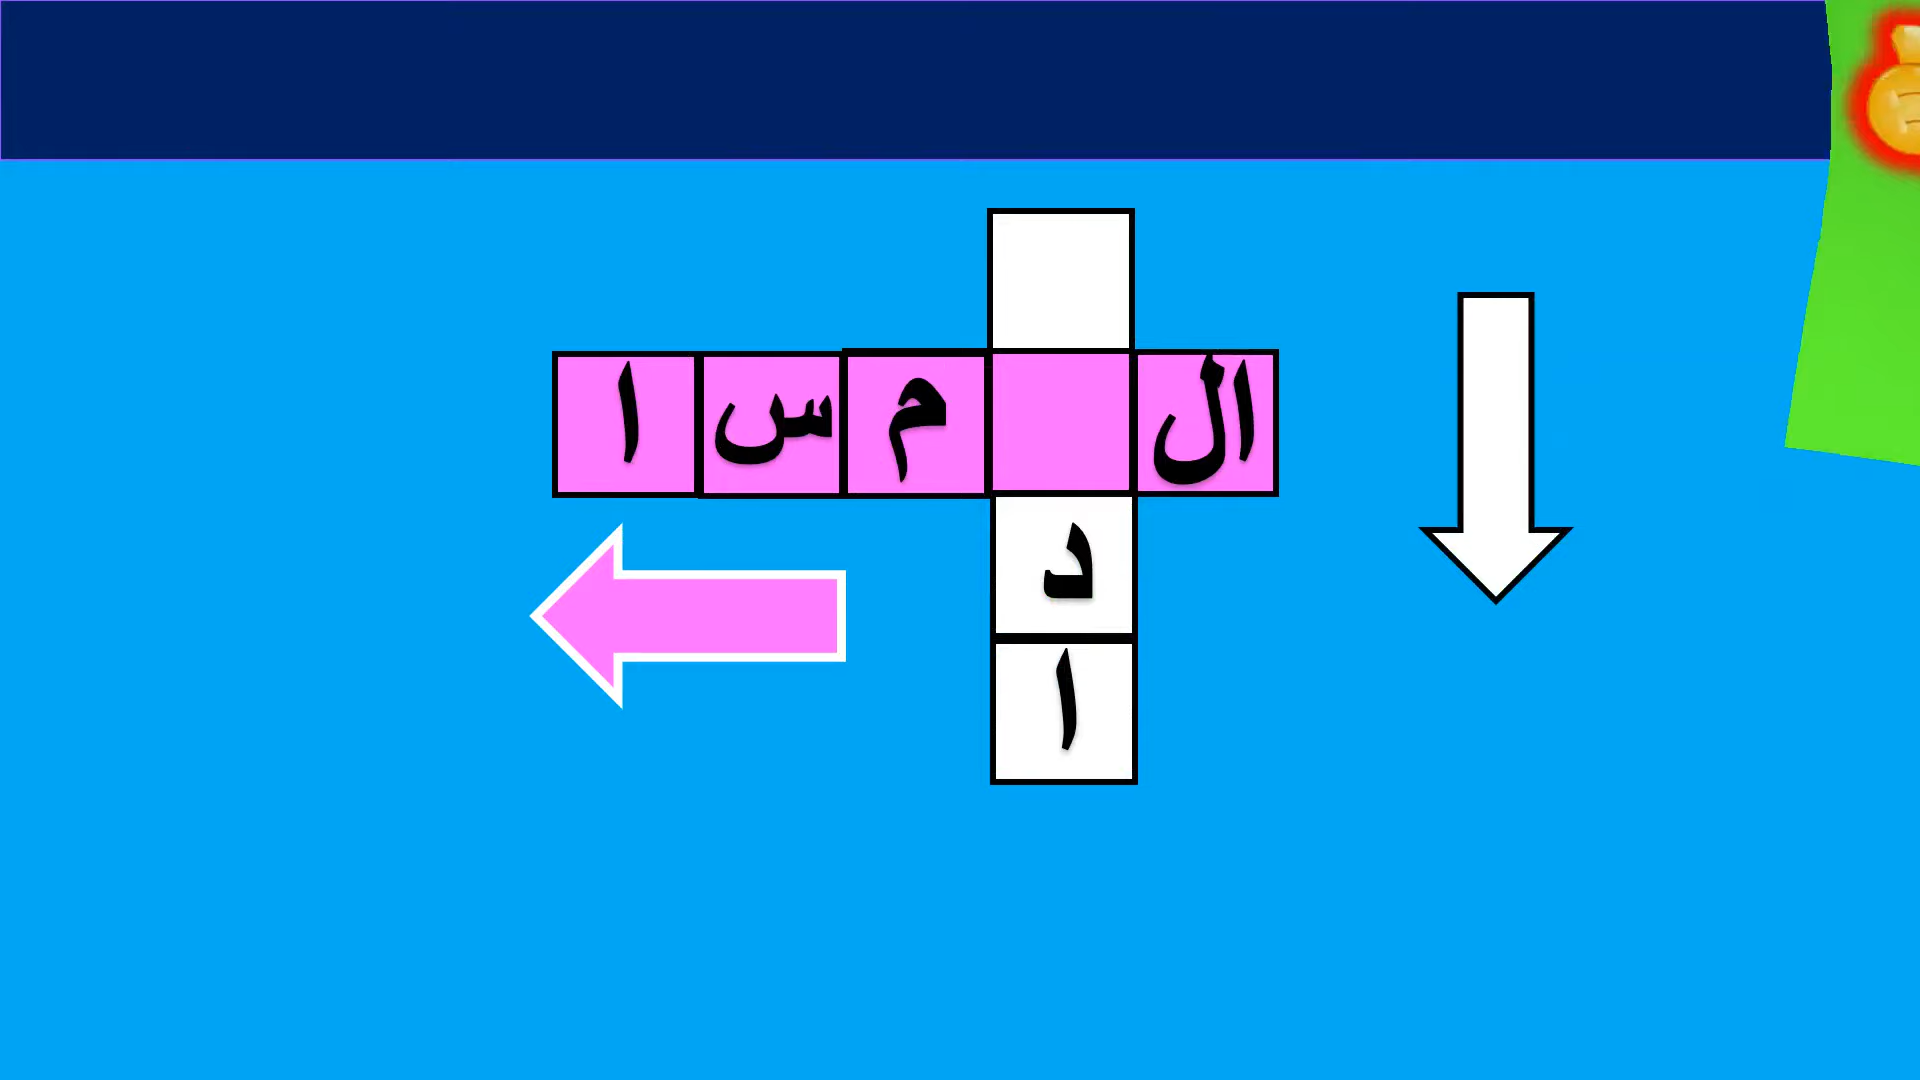 ال م س ا
د
ا